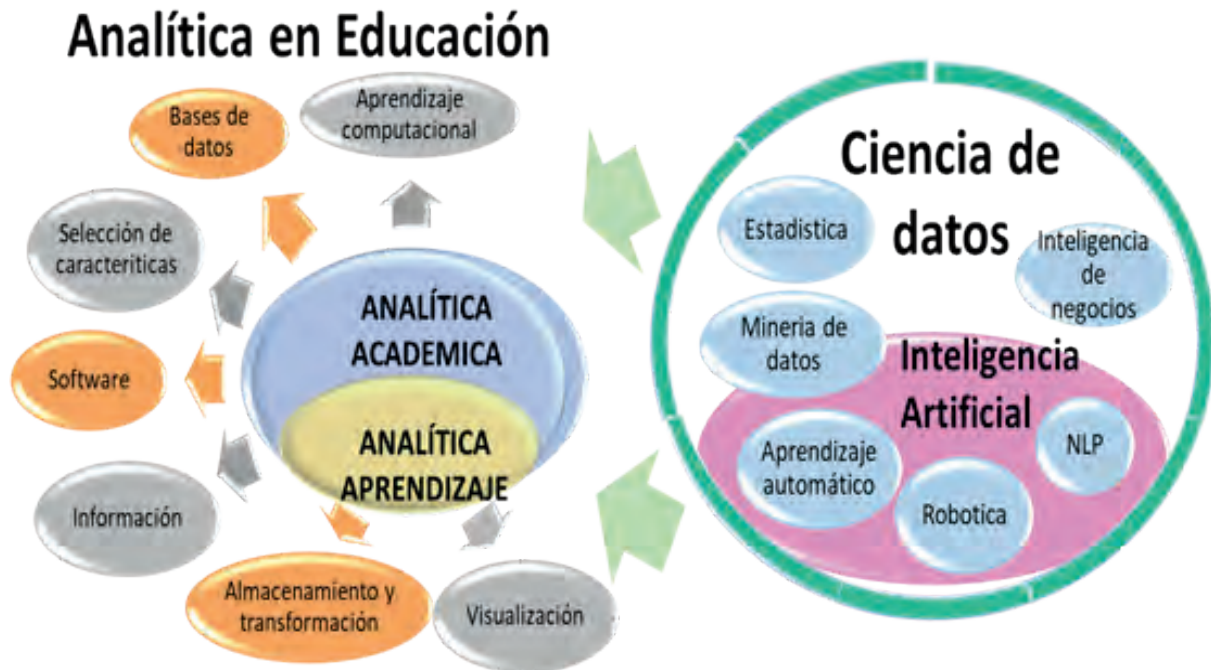 Analítica en Educación
Bases de
datos
Aprendizaje
computacional
Selección de
caracteríticas
Software
Información
Almacenamiento y
transformación
Visualización
ANALÍTICA
ACADEMICA
ANALÍTICA
APRENDIZAJE
Ciencia de
datos
Estadistica
Inteligencia
de
negocios
Mineria de
datos
Inteligencia
Artificial
Aprendizaje
automático
Robotica
NLP